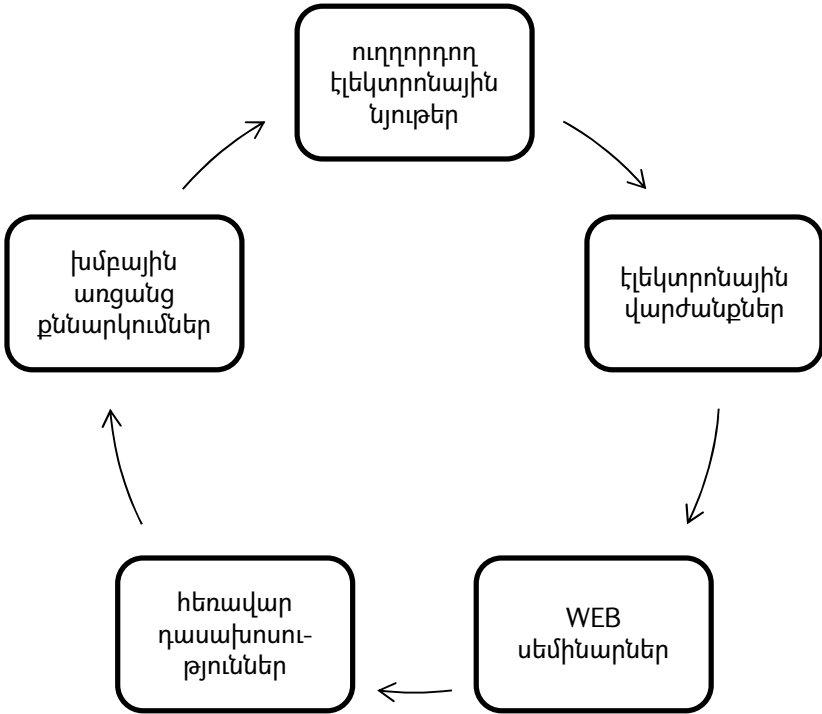 ուղղորդող
էլեկտրոնային
նյութեր
էլեկտրոնային
վարժանքներ
WEB
սեմինարներ
հեռավար
դասախոսու-
թյուններ
խմբային
առցանց
քննարկումներ